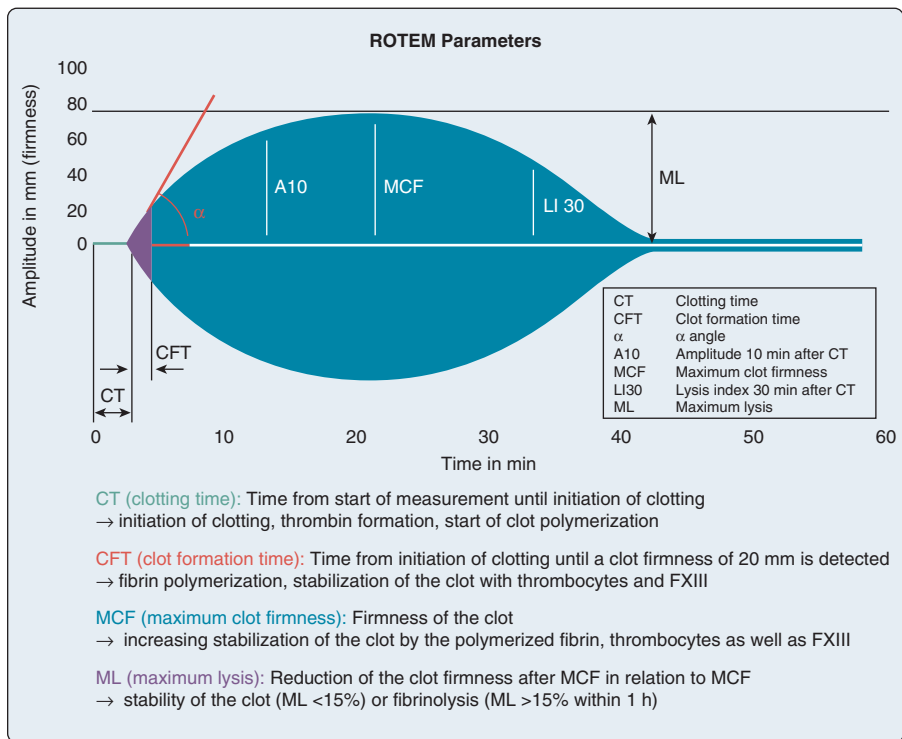 ROTEM Parameters
Amplitude in mm (firmness)
100
80
60
40
20
0
α
A10
MCF
LI 30
ML
CFT
CT
CT Clotting time
CFT Clot formation time
α α angle
A10 Amplitude 10 min after CT
MCF Maximum clot firmness
LI30 Lysis index 30 min after CT
ML Maximum lysis
0 10 20 30 40 50 60
Time in min
CT (clotting time): Time from start of measurement until initiation of clotting
→ initiation of clotting, thrombin formation, start of clot polymerization
CFT (clot formation time): Time from initiation of clotting until a clot firmness of 20 mm is detected
→ fibrin polymerization, stabilization of the clot with thrombocytes and FXIII
MCF (maximum clot firmness): Firmness of the clot
→ increasing stabilization of the clot by the polymerized fibrin, thrombocytes as well as FXIII
ML (maximum lysis): Reduction of the clot firmness after MCF in relation to MCF
→ stability of the clot (ML <15%) or fibrinolysis (ML >15% within 1 h)